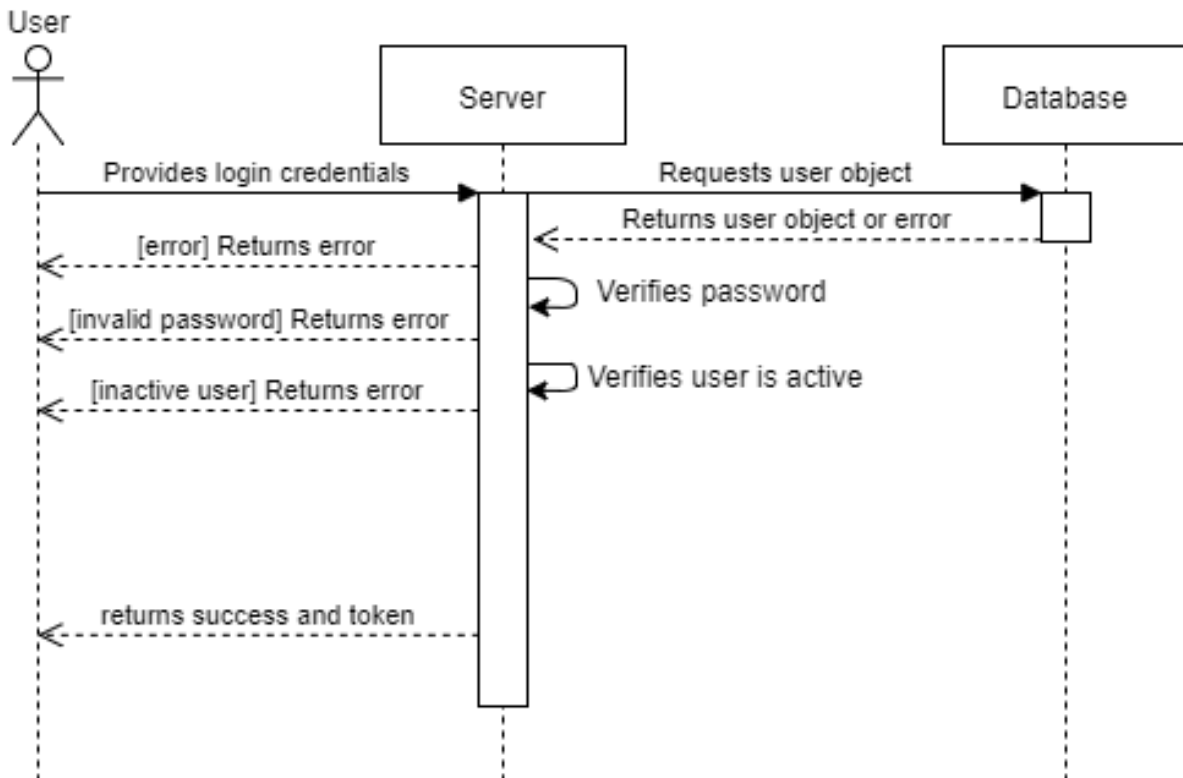 User
Server
Database
Provides login credentials
Requests user object
Returns user object or error
[error] Returns error
Verifies password
[invalid password] Returns error
Verifies user is active
[inactive user] Returns error
returns success and token